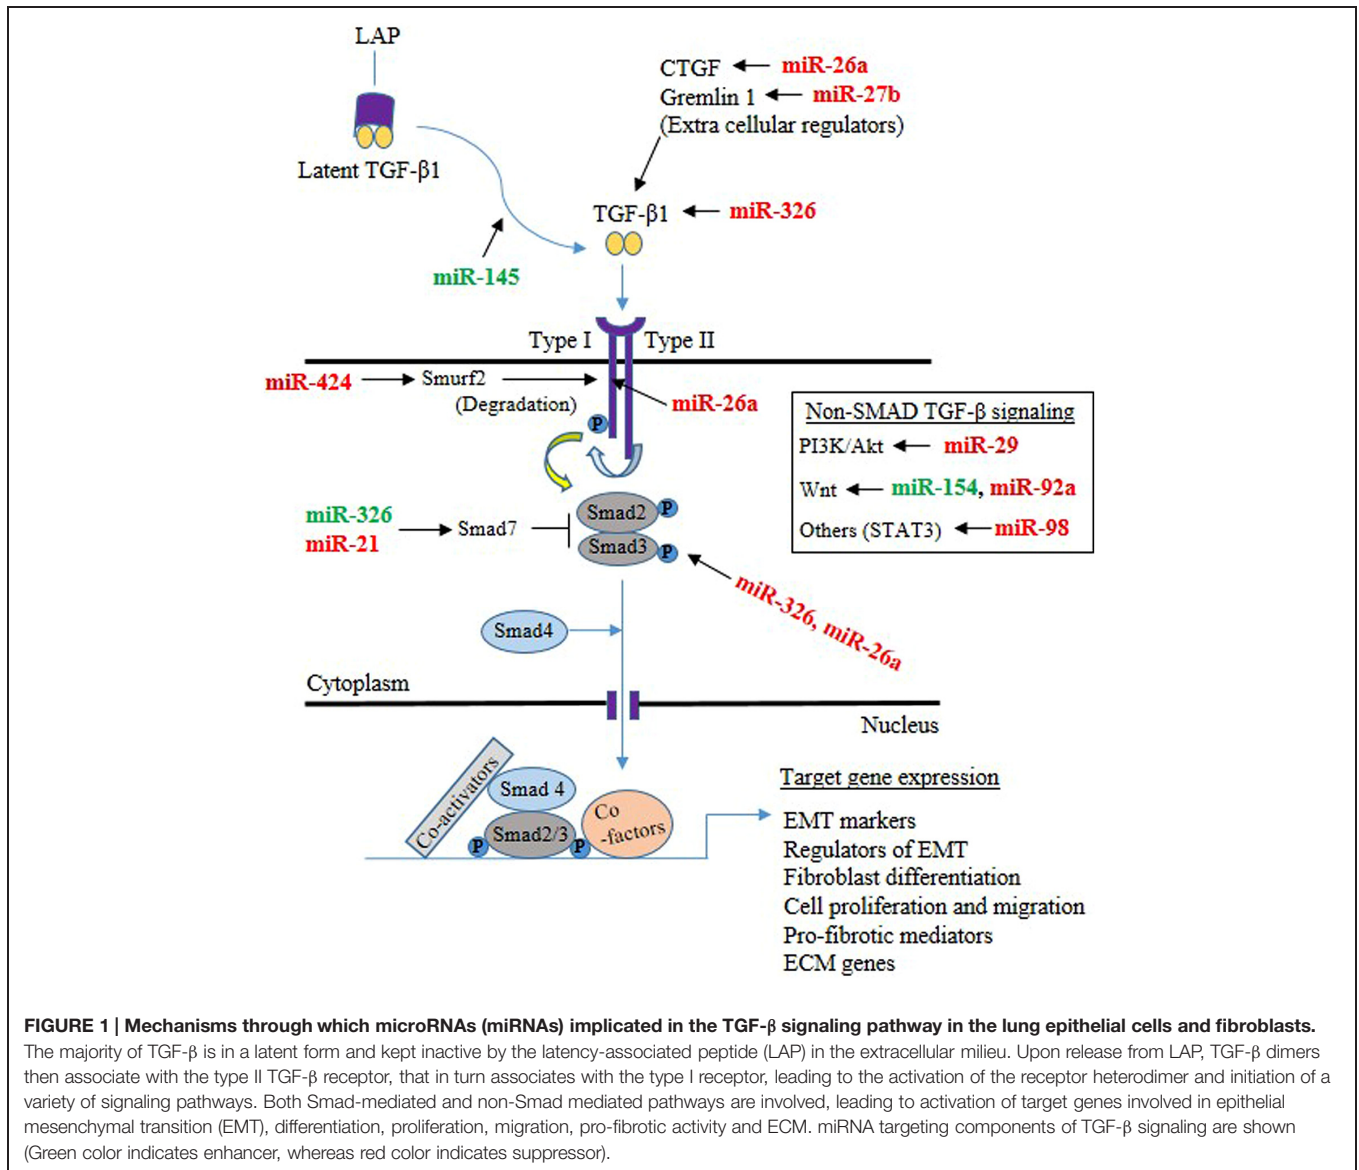 LAP
CTGF miR-26a
Gremlin 1 miR-27b
(Extra cellular regulators)
Latent TGF-β1
TGF-β1 miR-326
miR-145
Type I Type II
miR-424 Smurf2
(Degradation) miR-26a
P
Non-SMAD TGF-β signaling
PI3K/Akt miR-29
Wnt miR-154, miR-92a
Others (STAT3) miR-98
miR-326
miR-21
Smad7
Smad2 P
Smad3 P
miR-326, miR-26a
Smad4
Cytoplasm
Nucleus
Co-activators
Smad 4
Smad2/3
P P
Co
-factors
Target gene expression
EMT markers
Regulators of EMT
Fibroblast differentiation
Cell proliferation and migration
Pro-fibrotic mediators
ECM genes
FIGURE 1 | Mechanisms through which microRNAs (miRNAs) implicated in the TGF-β signaling pathway in the lung epithelial cells and fibroblasts.
The majority of TGF-β is in a latent form and kept inactive by the latency-associated peptide (LAP) in the extracellular milieu. Upon release from LAP, TGF-β dimers
then associate with the type II TGF-β receptor, that in turn associates with the type I receptor, leading to the activation of the receptor heterodimer and initiation of a
variety of signaling pathways. Both Smad-mediated and non-Smad mediated pathways are involved, leading to activation of target genes involved in epithelial
mesenchymal transition (EMT), differentiation, proliferation, migration, pro-fibrotic activity and ECM. miRNA targeting components of TGF-β signaling are shown
(Green color indicates enhancer, whereas red color indicates suppressor).